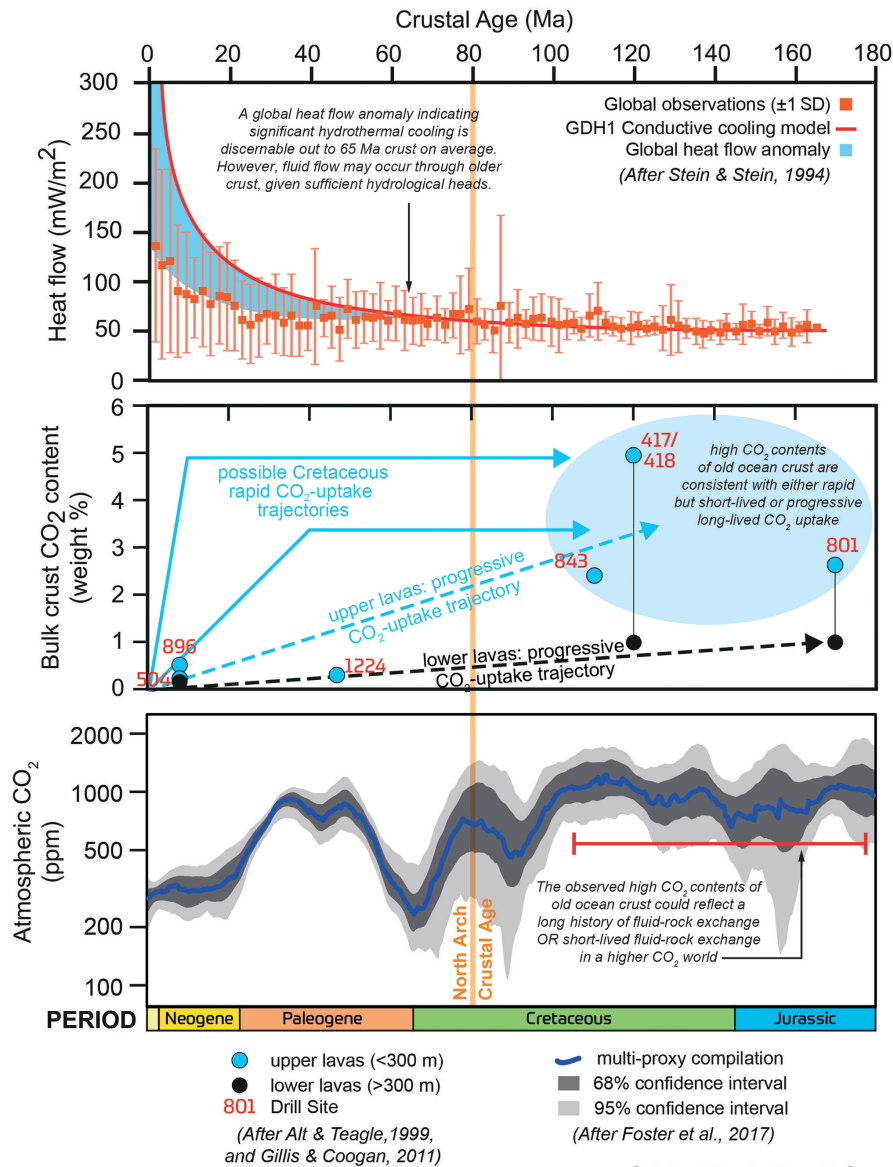 Crustal Age (Ma)
0 20 40 60 80 100 120 140 160 180
300
250
200
150
100
50
0
Heat flow (mW/m²)
A global heat flow anomaly indicating
significant hydrothermal cooling is
discernable out to 65 Ma crust on average.
However, fluid flow may occur through older
crust, given sufficient hydrological heads.
Global observations (±1 SD)
GDH1 Conductive cooling model
Global heat flow anomaly
(After Stein & Stein, 1994)
6
5
4
3
2
1
0
Bulk crust CO₂ content
(weight %)
possible Cretaceous
rapid CO₂-uptake
trajectories
417/
418
high CO₂ contents
of old ocean crust are
consistent with either rapid
but short-lived or progressive
long-lived CO₂ uptake
843
801
upper lavas: progressive
CO₂-uptake trajectory
896
504
1224
lower lavas: progressive
CO₂-uptake trajectory
2000
1000
500
200
100
Atmospheric CO₂
(ppm)
The observed high CO₂ contents of
old ocean crust could reflect a
long history of fluid-rock exchange
OR short-lived fluid-rock exchange
in a higher CO₂ world
North Arch
Crustal Age
PERIOD
Neogene Paleogene Cretaceous Jurassic
upper lavas (<300 m)
lower lavas (>300 m)
801 Drill Site
(After Alt & Teagle,1999,
and Gillis & Coogan, 2011)
multi-proxy compilation
68% confidence interval
95% confidence interval
(After Foster et al., 2017)